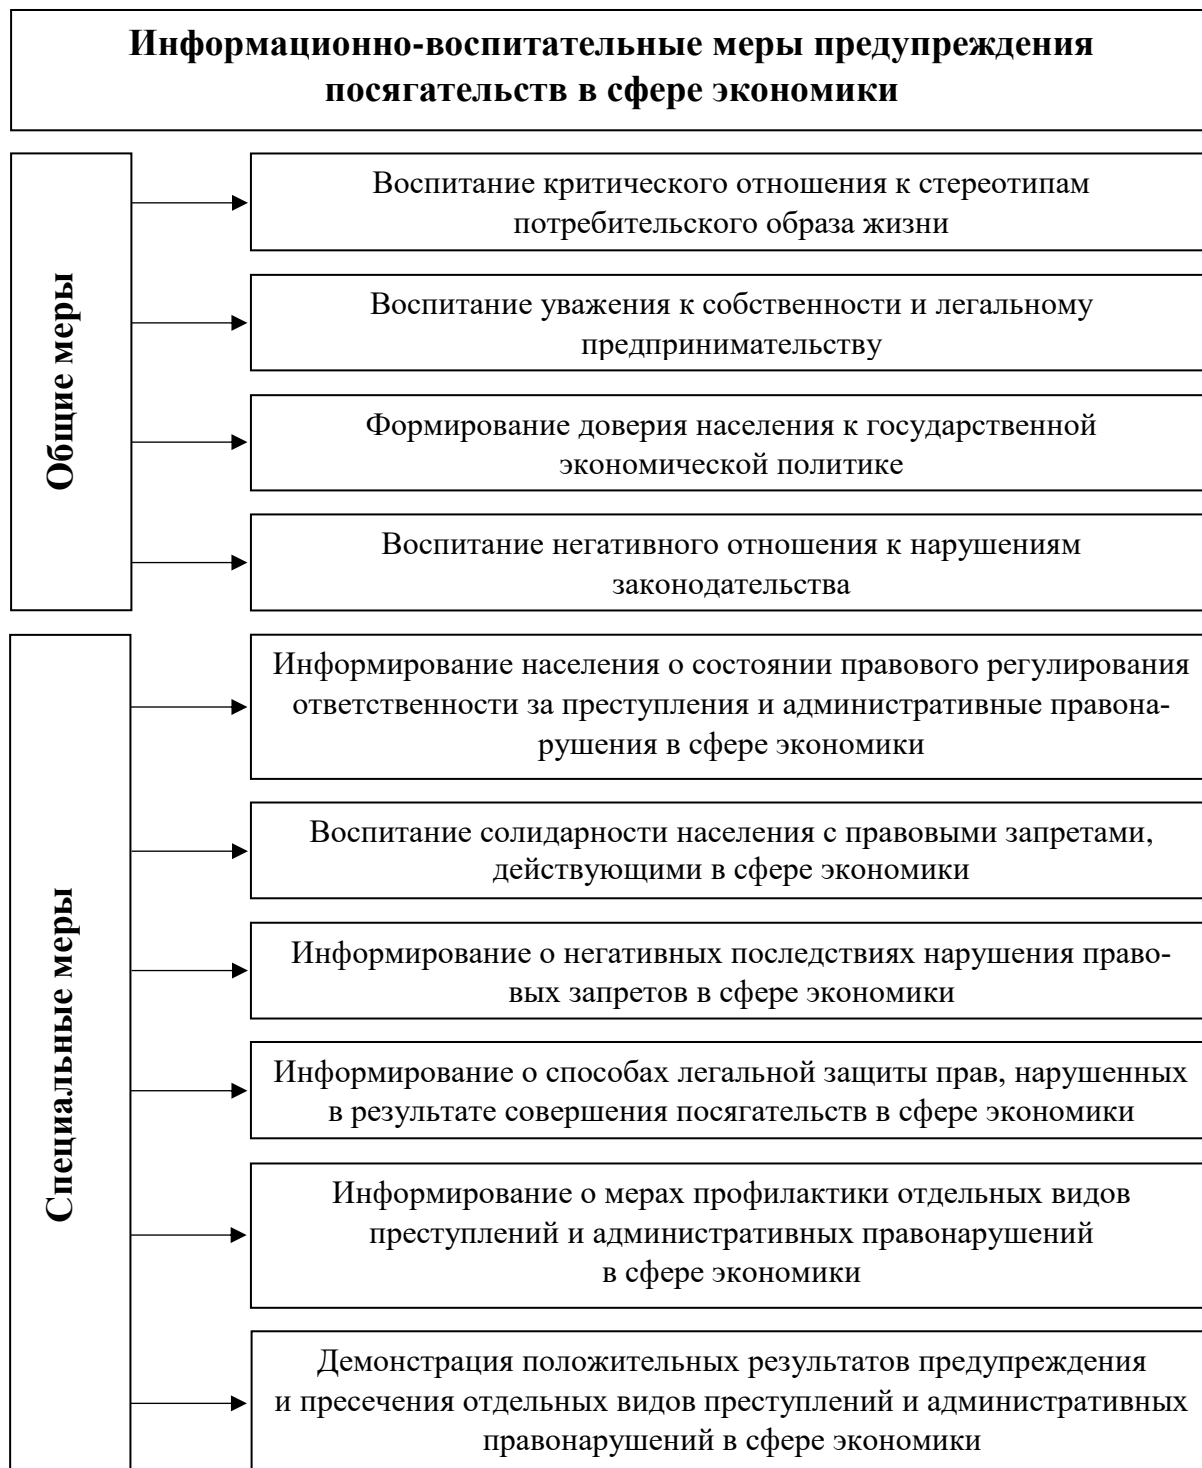 Информационно-воспитательные меры предупреждения
посягательств в сфере экономики
Общие меры
Воспитание критического отношения к стереотипам
потребительского образа жизни
Воспитание уважения к собственности и легальному
предпринимательству
Формирование доверия населения к государственной
экономической политике
Воспитание негативного отношения к нарушениям
законодательства
Специальные меры
Информирование населения о состоянии правового регулирования
ответственности за преступления и административные правона-
рушения в сфере экономики
Воспитание солидарности населения с правовыми запретами,
действующими в сфере экономики
Информирование о негативных последствиях нарушения право-
вых запретов в сфере экономики
Информирование о способах легальной защиты прав, нарушенных
в результате совершения посягательств в сфере экономики
Информирование о мерах профилактики отдельных видов
преступлений и административных правонарушений
в сфере экономики
Демонстрация положительных результатов предупреждения
и пресечения отдельных видов преступлений и административных
правонарушений в сфере экономики